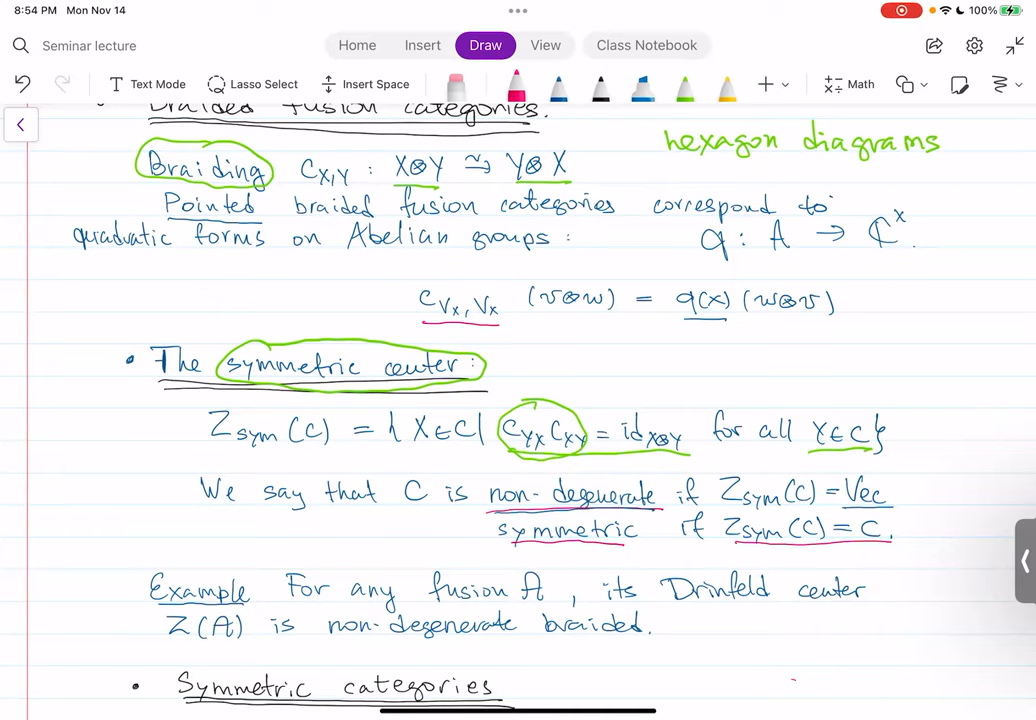 8:54 PM Mon Nov 14
100%
Seminar lecture
Home Insert Draw View Class Notebook
Text Mode Lasso Select Insert Space Math
Braided fusion categories.
hexagon diagrams
Braiding C_{X,Y} : X⊗Y ≃ Y⊗X
Pointed braided fusion categories correspond to
quadratic forms on Abelian groups : q : A → ℂ^×.
C_{V_x, V_x} (v⊗w) = q(x) (w⊗v)
• The symmetric center :
Z_sym (C) = { X∈C | C_{YX} C_{XY} = id_{X⊗Y} for all Y∈C }
We say that C is non-degenerate if Z_sym(C) = Vec
symmetric if Z_sym(C) = C.
Example For any fusion A, its Drinfeld center
Z(A) is non-degenerate braided.
• Symmetric categories